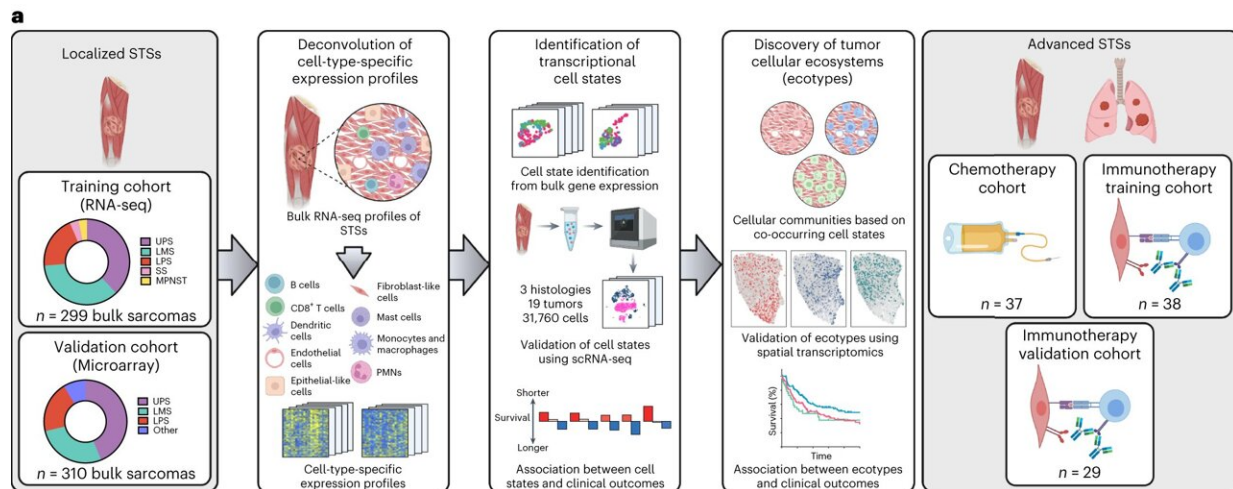 a
Localized STSs
Training cohort
(RNA-seq)
UPS
LMS
LPS
SS
MPNST
n = 299 bulk sarcomas
Validation cohort
(Microarray)
UPS
LMS
LPS
Other
n = 310 bulk sarcomas
Deconvolution of
cell-type-specific
expression profiles
Bulk RNA-seq profiles of
STSs
B cells
CD8⁺ T cells
Dendritic
cells
Endothelial
cells
Epithelial-like
cells
Fibroblast-like
cells
Mast cells
Monocytes and
macrophages
PMNs
Cell-type-specific
expression profiles
Identification of
transcriptional
cell states
Cell state identification
from bulk gene expression
3 histologies
19 tumors
31,760 cells
Validation of cell states
using scRNA-seq
Shorter
Survival
Longer
Association between cell
states and clinical outcomes
Discovery of tumor
cellular ecosystems
(ecotypes)
Cellular communities based on
co-occurring cell states
Validation of ecotypes using
spatial transcriptomics
Survival (%)
Time
Association between ecotypes
and clinical outcomes
Advanced STSs
Chemotherapy
cohort
n = 37
Immunotherapy
training cohort
n = 38
Immunotherapy
validation cohort
n = 29